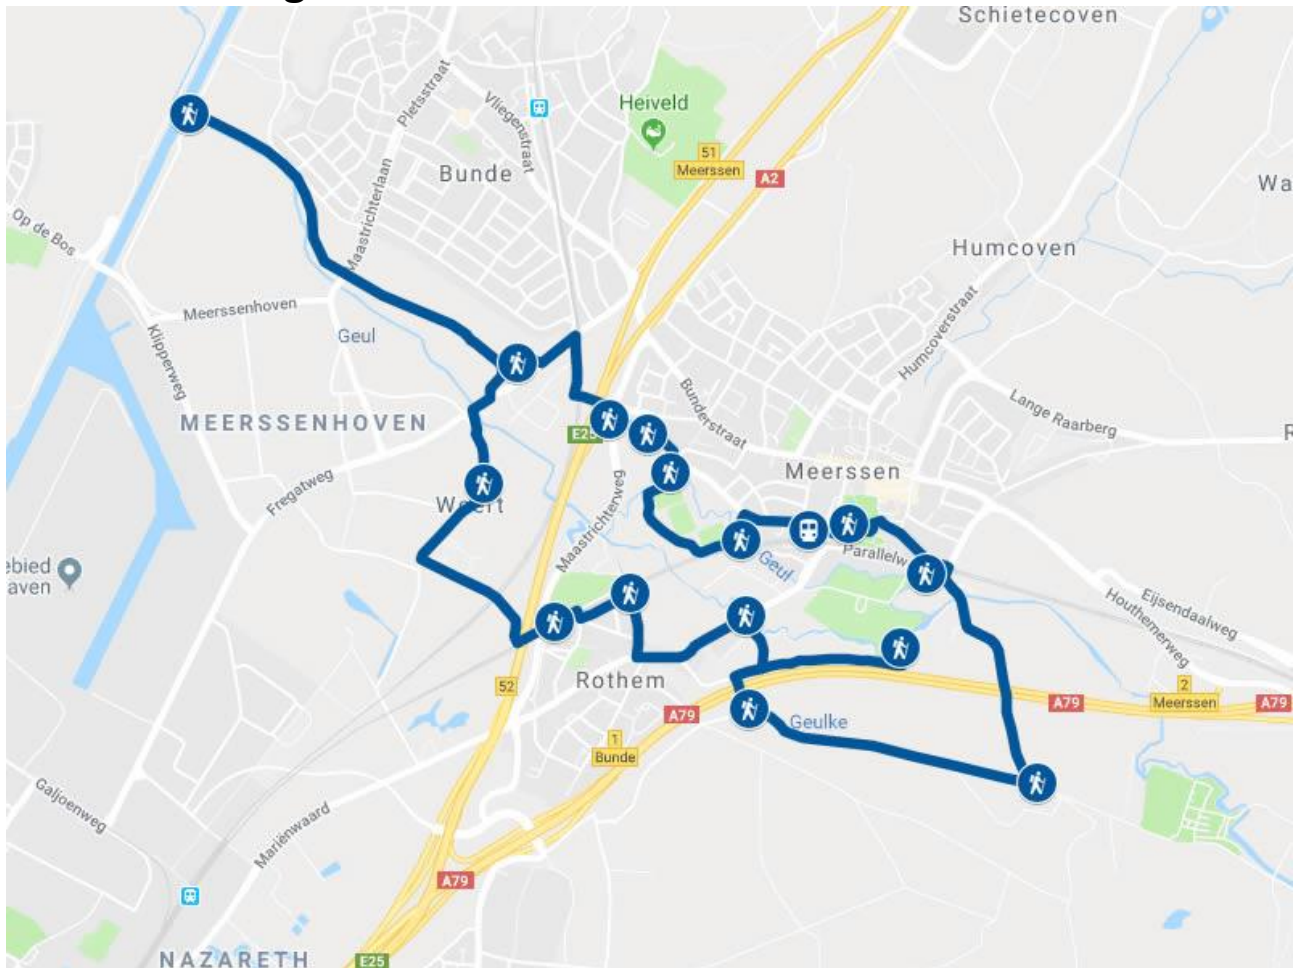 g
Schietecoven
Pletsstraat
Vliegenstraat
Heiveld
51
Meerssen
A2
Bunde
Maastrichterlaan
Op de Bos
Humcoven
Meerssenhoven
Klipperweg
Geul
Humcoverstraat
MEERSSENHOVEN
Bunderstraat
Lange Raarberg
E25
Meerssen
Fregatweg
Maastrichterweg
Parallelw
Geul
Eijsendaalweg
Houthemerweg
Rothem
52
A79
2
Meerssen
A79
A79
Geulke
1
Bunde
Galjoenweg
Mariënwaard
A79
NAZARETH
E25